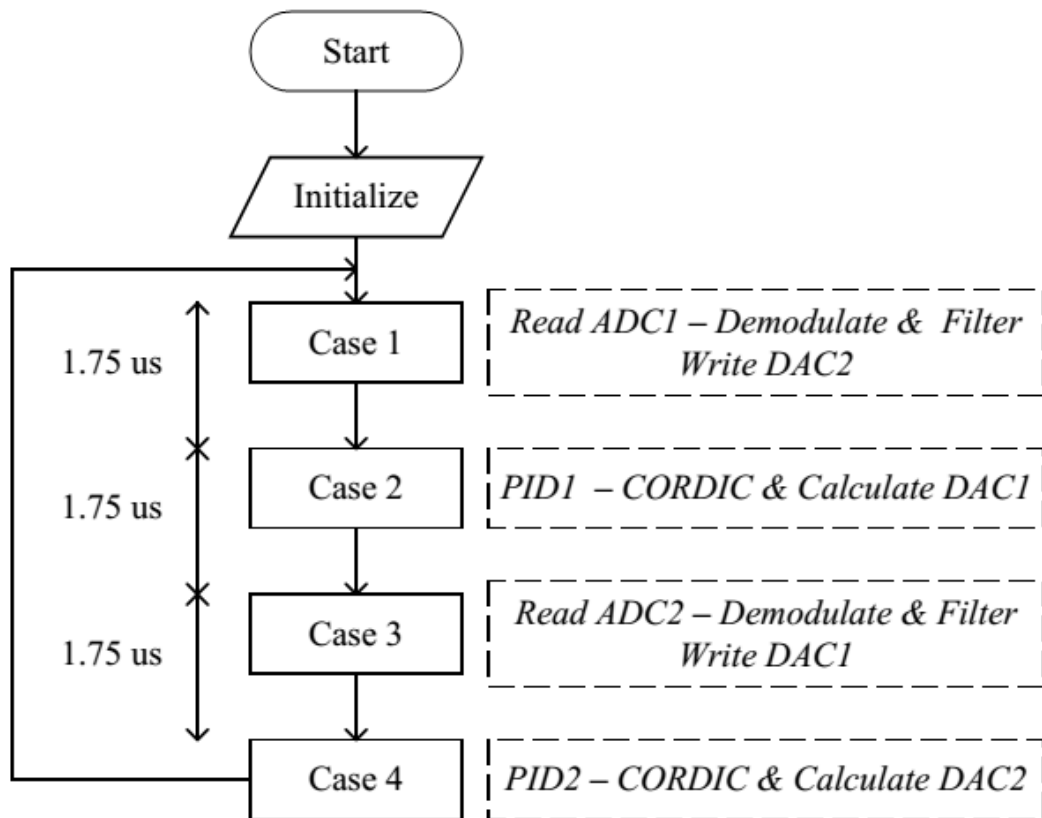 Start
Initialize
Case 1
Read ADC1 – Demodulate &  Filter
Write DAC2
1.75 us
Case 2
PID1  – CORDIC & Calculate DAC1
1.75 us
Case 3
Read ADC2 – Demodulate & Filter
Write DAC1
1.75 us
Case 4
PID2 – CORDIC & Calculate DAC2